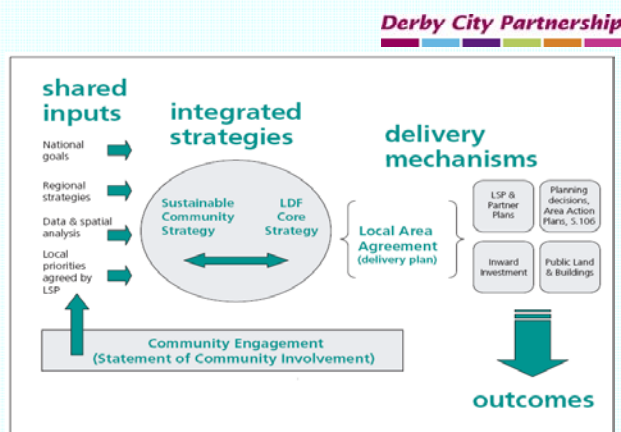 Derby City Partnership
shared
inputs
National
goals
Regional
strategies
Data & spatial
analysis
Local
priorities
agreed by
LSP
integrated
strategies
Sustainable
Community
Strategy
LDF
Core
Strategy
delivery
mechanisms
Local Area
Agreement
(delivery plan)
LSP &
Partner
Plans
Planning
decisions,
Area Action
Plans, S.106
Inward
Investment
Public Land
& Buildings
Community Engagement
(Statement of Community Involvement)
outcomes